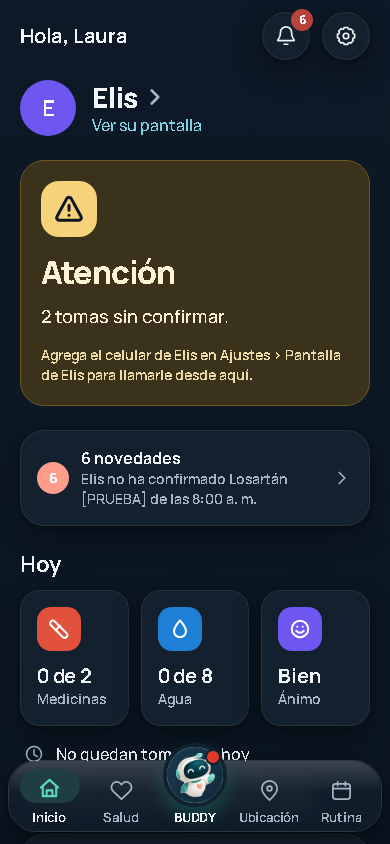 Hola, Laura
6
E
Elis
Ver su pantalla
Atención
2 tomas sin confirmar.
Agrega el celular de Elis en Ajustes > Pantalla
de Elis para llamarle desde aquí.
6
6 novedades
Elis no ha confirmado Losartán
[PRUEBA] de las 8:00 a. m.
Hoy
0 de 2
Medicinas
0 de 8
Agua
Bien
Ánimo
No quedan hoy
Inicio
Salud
BUDDY
Ubicación
Rutina